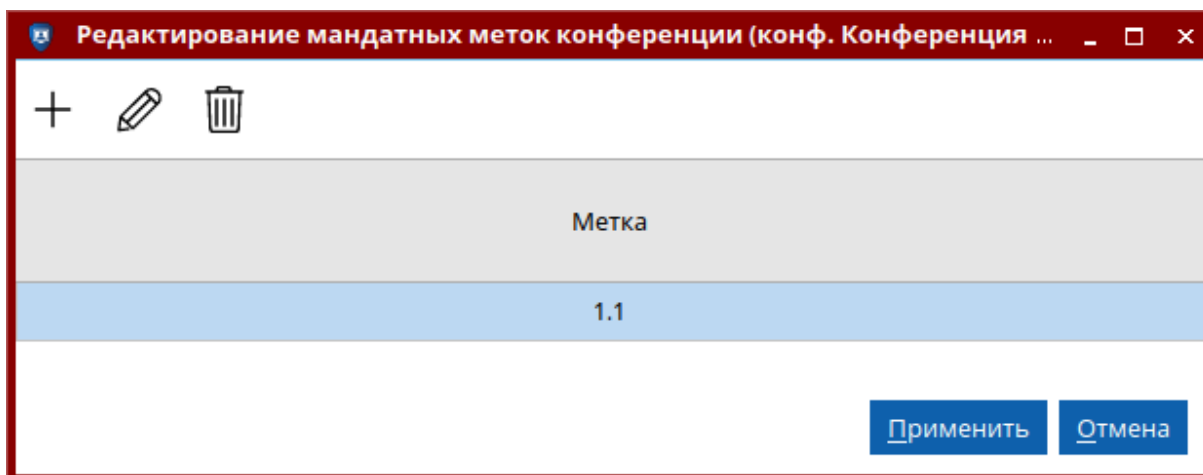 Редактирование мандатных меток конференции (конф. Конференция ...
Метка
1.1
Применить Отмена